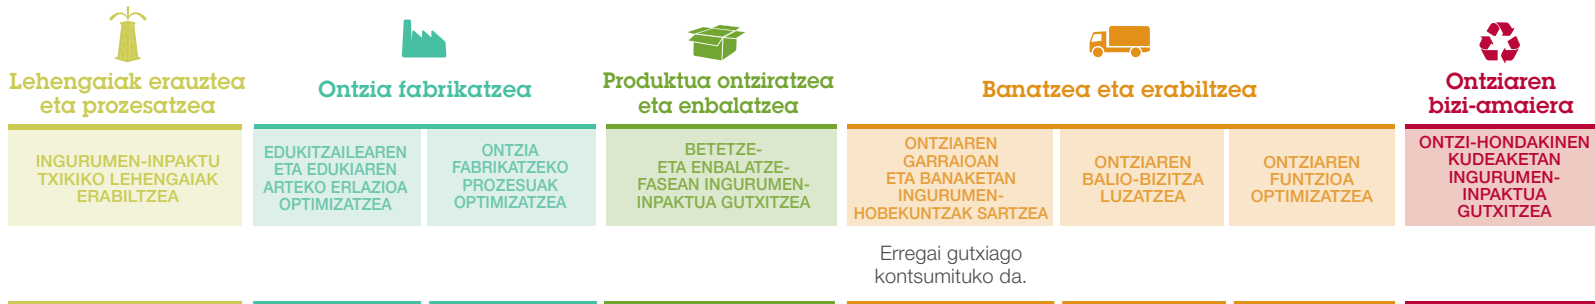 Lehengaiak erauztea
eta prozesatzea
Ontzia fabrikatzea
Produktua ontziratzea
eta enbalatzea
Banatzea eta erabiltzea
Ontziaren
bizi-amaiera
INGURUMEN-INPAKTU
TXIKIKO LEHENGAIAK
ERABILTZEA
EDUKITZAILEAREN
ETA EDUKIAREN
ARTEKO ERLAZIOA
OPTIMIZATZEA
ONTZIA
FABRIKATZEKO
PROZESUAK
OPTIMIZATZEA
BETETZE-
ETA ENBALATZE-
FASEAN INGURUMEN-
INPAKTUA GUTXITZEA
ONTZIAREN
GARRAIOAN
ETA BANAKETAN
INGURUMEN-
HOBEKUNTZAK SARTZEA
ONTZIAREN
BALIO-BIZITZA
LUZATZEA
ONTZIAREN
FUNTZIOA
OPTIMIZATZEA
ONTZI-HONDAKINEN
KUDEAKETAN
INGURUMEN-
INPAKTUA
GUTXITZEA
Erregai gutxiago
kontsumituko da.